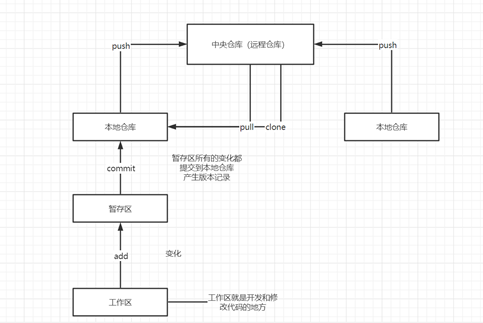 中央仓库（远程仓库）
push
push
pull
clone
本地仓库
本地仓库
commit
暂存区所有的变化都
提交到本地仓库
产生版本记录
暂存区
add
变化
工作区
工作区就是开发和修
改代码的地方